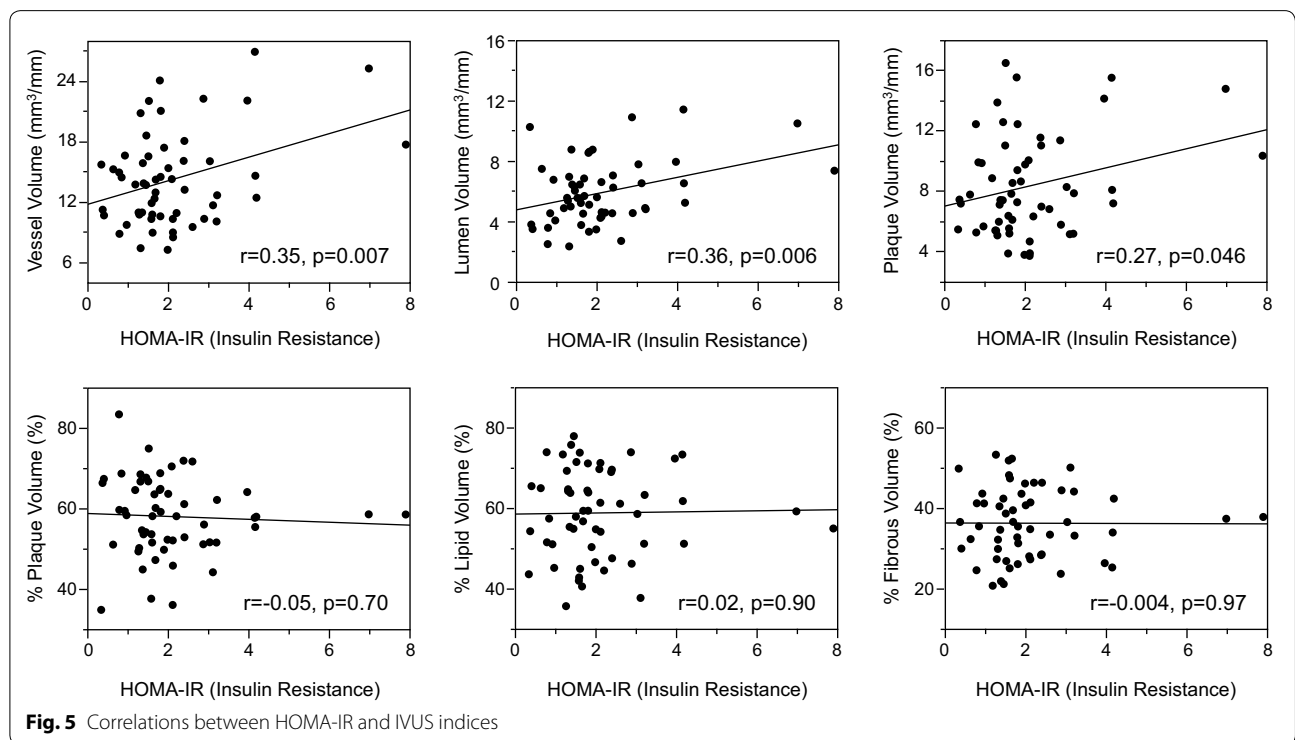 Vessel Volume (mm³/mm)
24
18
12
6
0 2 4 6 8
r=0.35, p=0.007
HOMA-IR (Insulin Resistance)
Lumen Volume (mm³/mm)
16
12
8
4
0
0 2 4 6 8
r=0.36, p=0.006
HOMA-IR (Insulin Resistance)
Plaque Volume (mm³/mm)
16
12
8
4
0 2 4 6 8
r=0.27, p=0.046
HOMA-IR (Insulin Resistance)
% Plaque Volume (%)
80
60
40
0 2 4 6 8
r=-0.05, p=0.70
HOMA-IR (Insulin Resistance)
% Lipid Volume (%)
80
60
40
0 2 4 6 8
r=0.02, p=0.90
HOMA-IR (Insulin Resistance)
% Fibrous Volume (%)
60
40
20
0 2 4 6 8
r=-0.004, p=0.97
HOMA-IR (Insulin Resistance)
Fig. 5 Correlations between HOMA-IR and IVUS indices